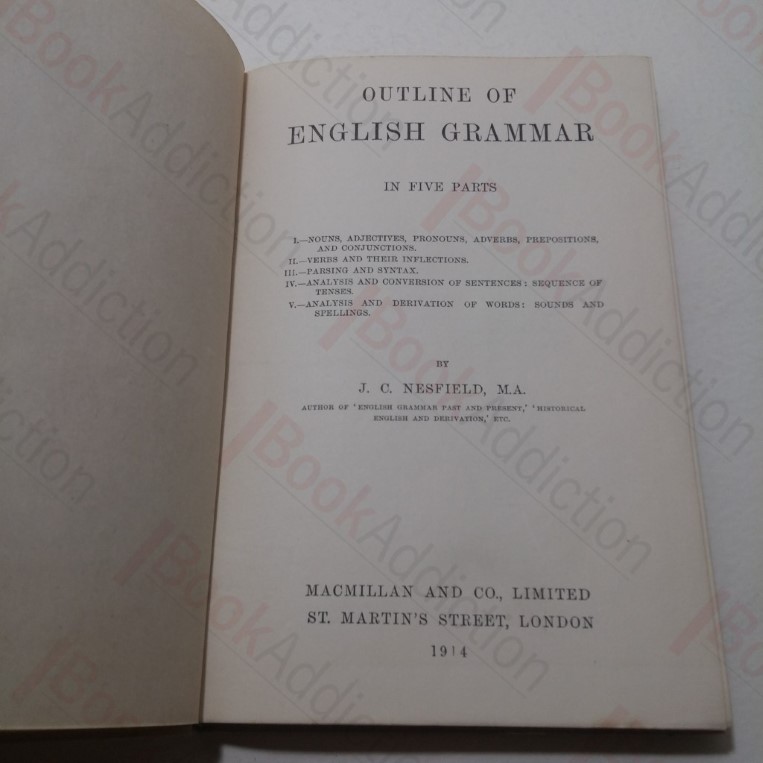 OUTLINE OF
ENGLISH GRAMMAR
IN FIVE PARTS
I.—NOUNS, ADJECTIVES, PRONOUNS, ADVERBS, PREPOSITIONS,
AND CONJUNCTIONS.
II.—VERBS AND THEIR INFLECTIONS.
III.—PARSING AND SYNTAX.
IV.—ANALYSIS AND CONVERSION OF SENTENCES: SEQUENCE OF
TENSES.
V.—ANALYSIS AND DERIVATION OF WORDS: SOUNDS AND
SPELLINGS.
BY
J. C. NESFIELD, M.A.
AUTHOR OF 'ENGLISH GRAMMAR PAST AND PRESENT,' 'HISTORICAL
ENGLISH AND DERIVATION,' ETC.
MACMILLAN AND CO., LIMITED
ST. MARTIN'S STREET, LONDON
1914
BookAddiction